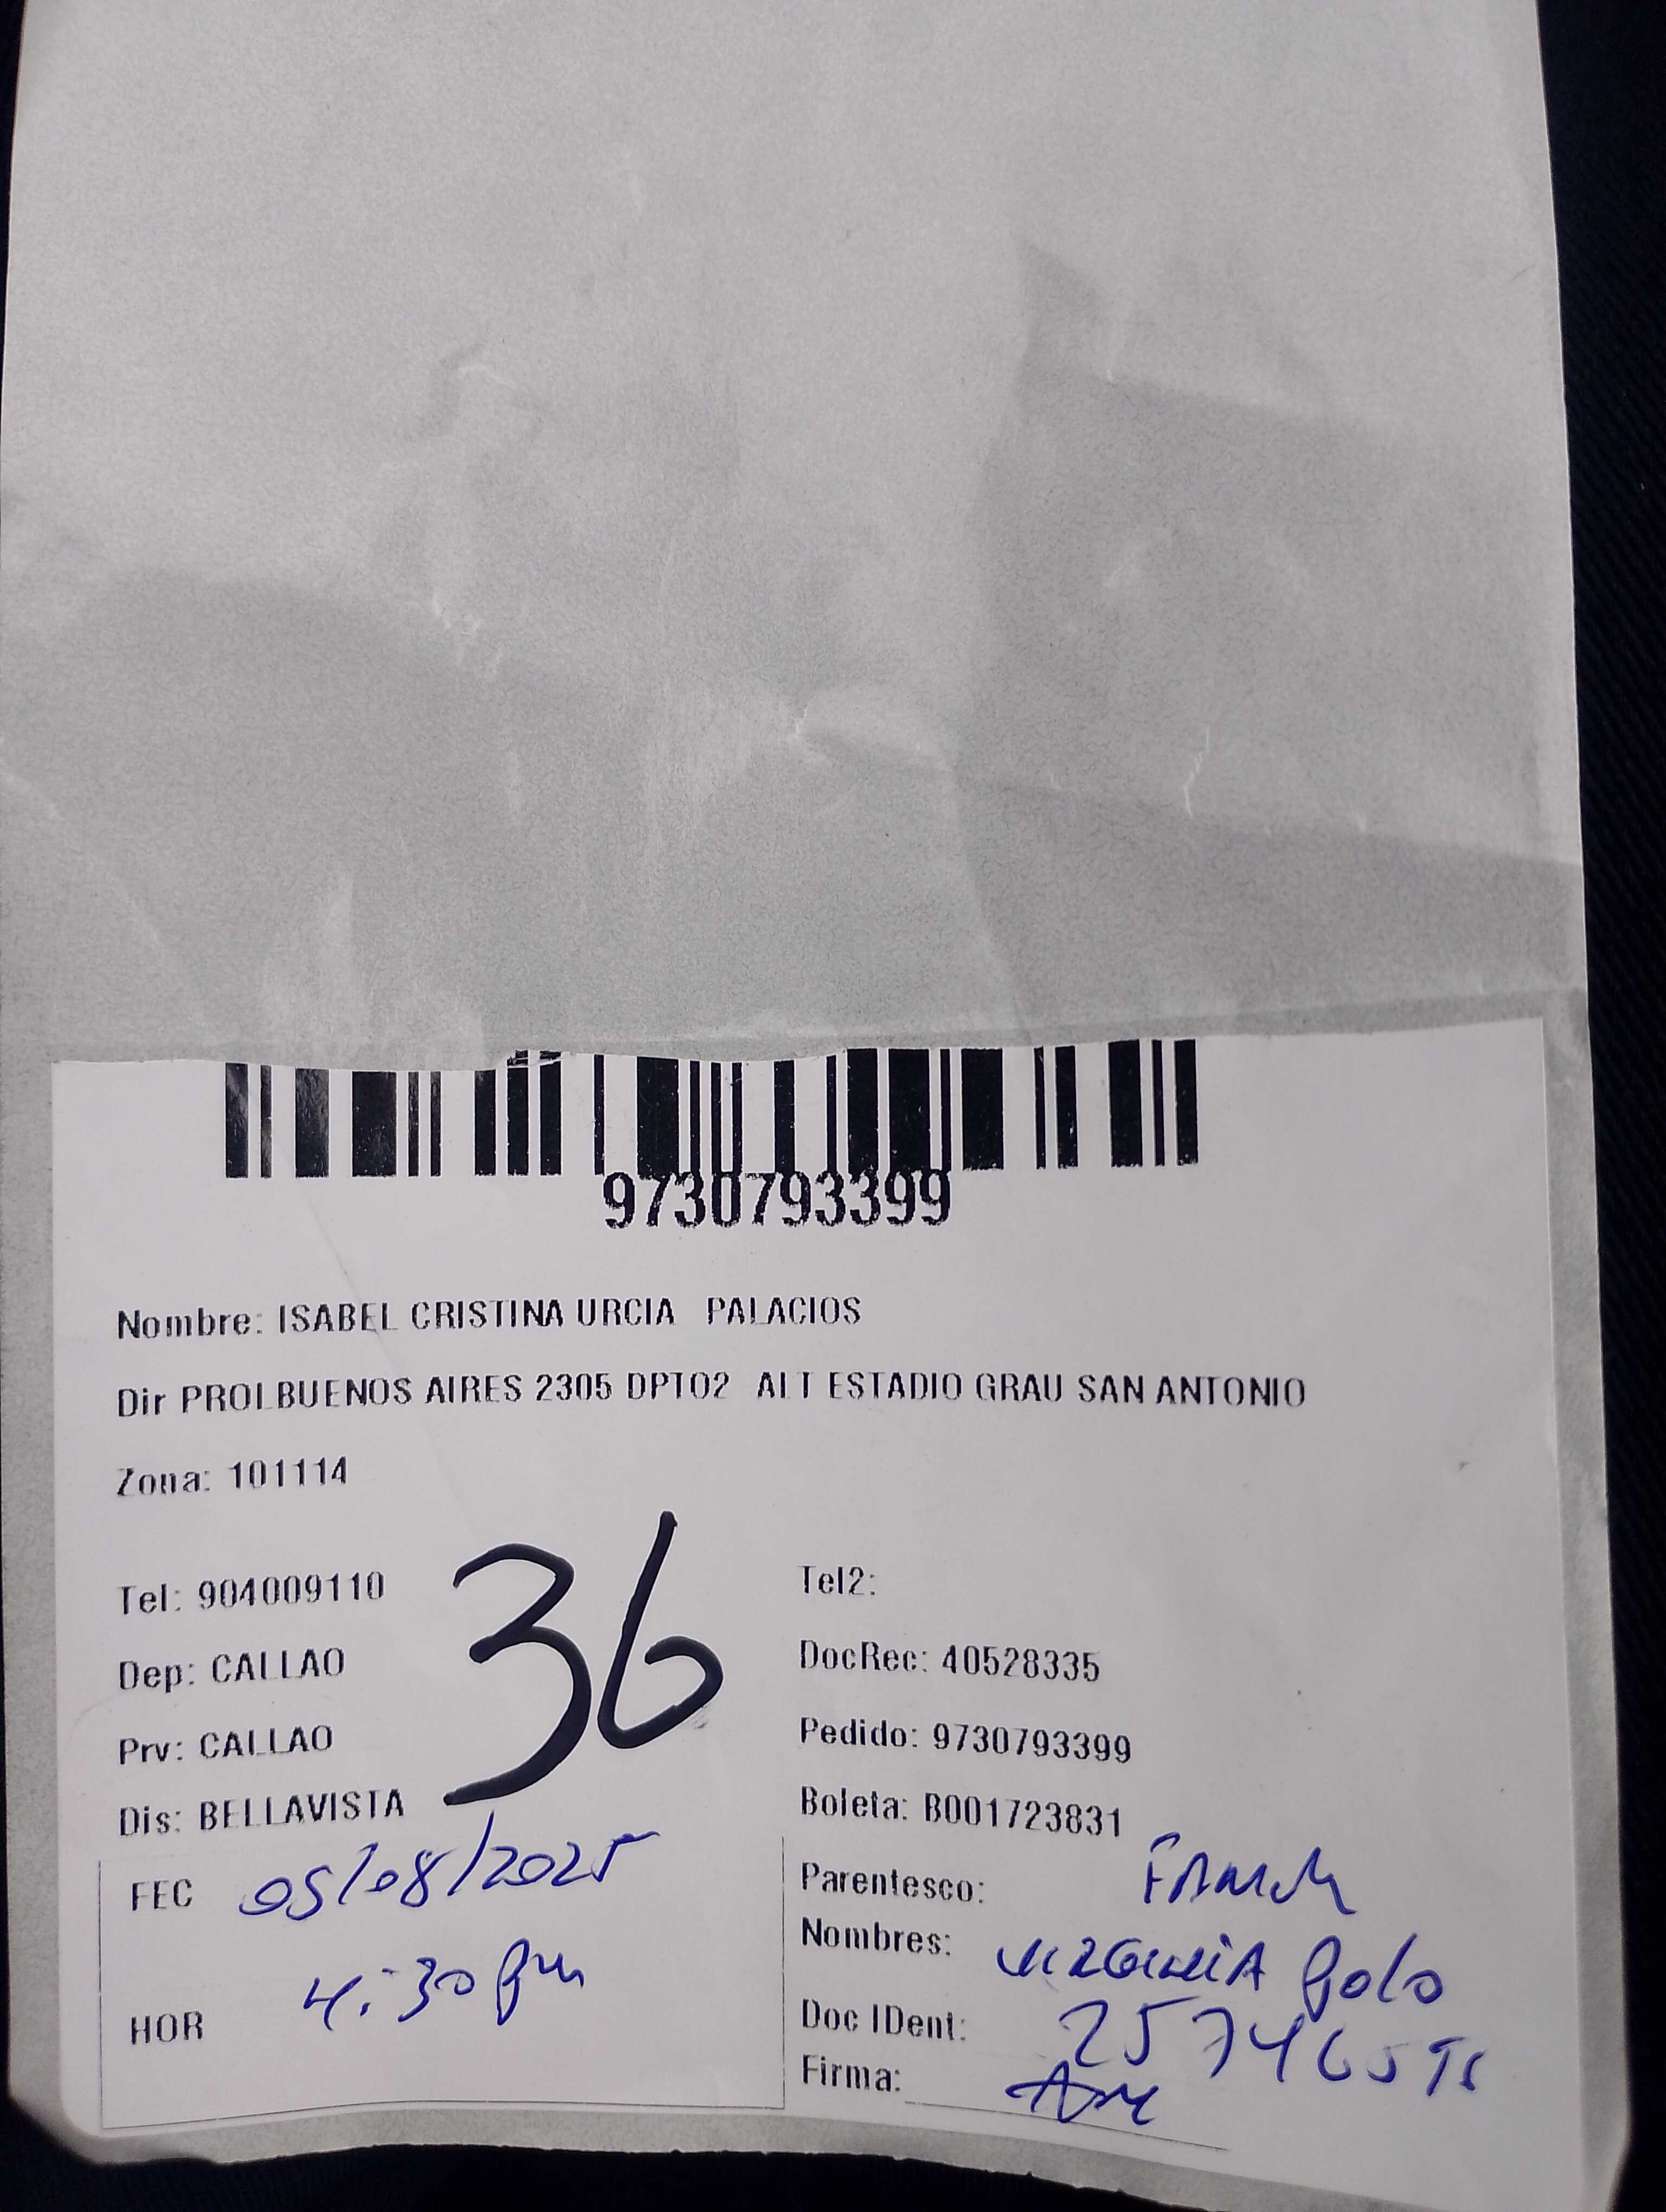 9730793399
Nombre: ISABEL CRISTINA URCIA PALACIOS
Dir PROLBUENOS AIRES 2305 DPTO2 ALT ESTADIO GRAU SAN ANTONIO
Zona: 101114
36
Tel: 904009110
Tel2:
Dep: CALLAO
DocRec: 40528335
Prv: CALLAO
Pedido: 9730793399
Dis: BELLAVISTA
Boleta: B001723831
FEC 05/08/2025
Parentesco:
Nombres: VIRGINIA Polo
HOR 4:30 pm
Doc IDent:
Firma: